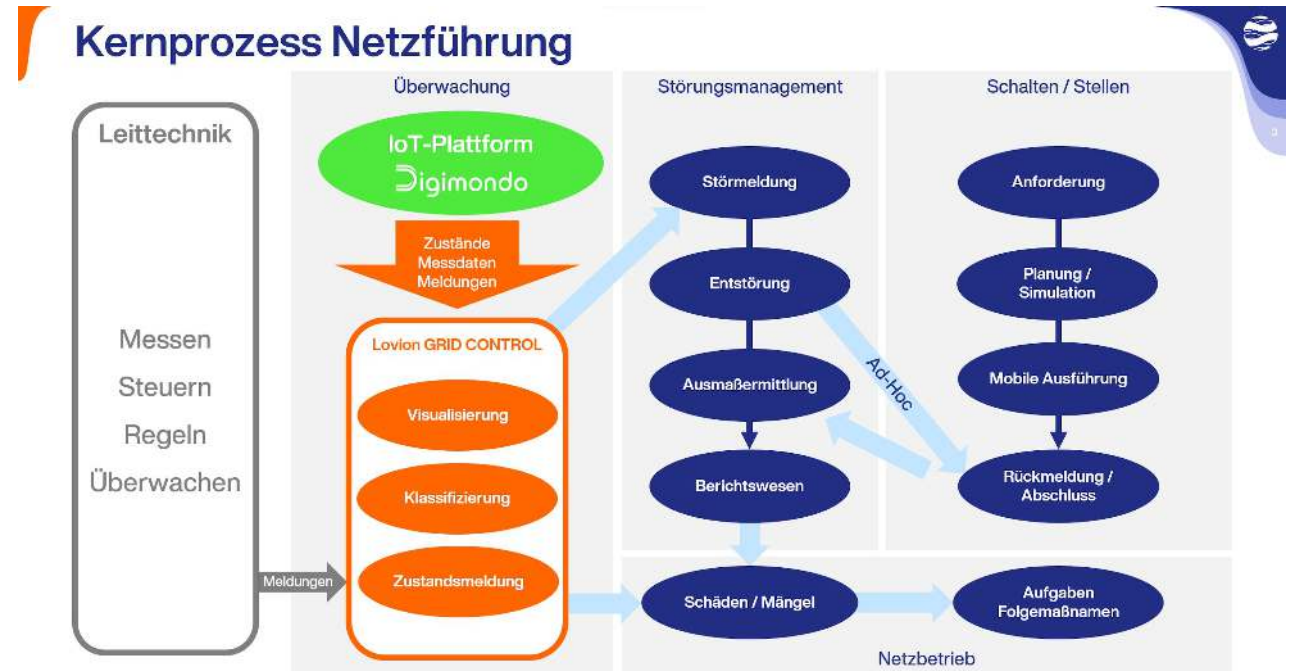 Kernprozess Netzführung
3
Leittechnik
Messen
Steuern
Regeln
Überwachen
Meldungen
Überwachung
IoT-Plattform
Digimondo
Zustände
Messdaten
Meldungen
Lovion GRID CONTROL
Visualisierung
Klassifizierung
Zustandsmeldung
Störungsmanagement
Störmeldung
Entstörung
Ausmaßermittlung
Berichtswesen
Ad-Hoc
Schalten / Stellen
Anforderung
Planung /
Simulation
Mobile Ausführung
Rückmeldung /
Abschluss
Schäden / Mängel
Aufgaben
Folgemaßnamen
Netzbetrieb